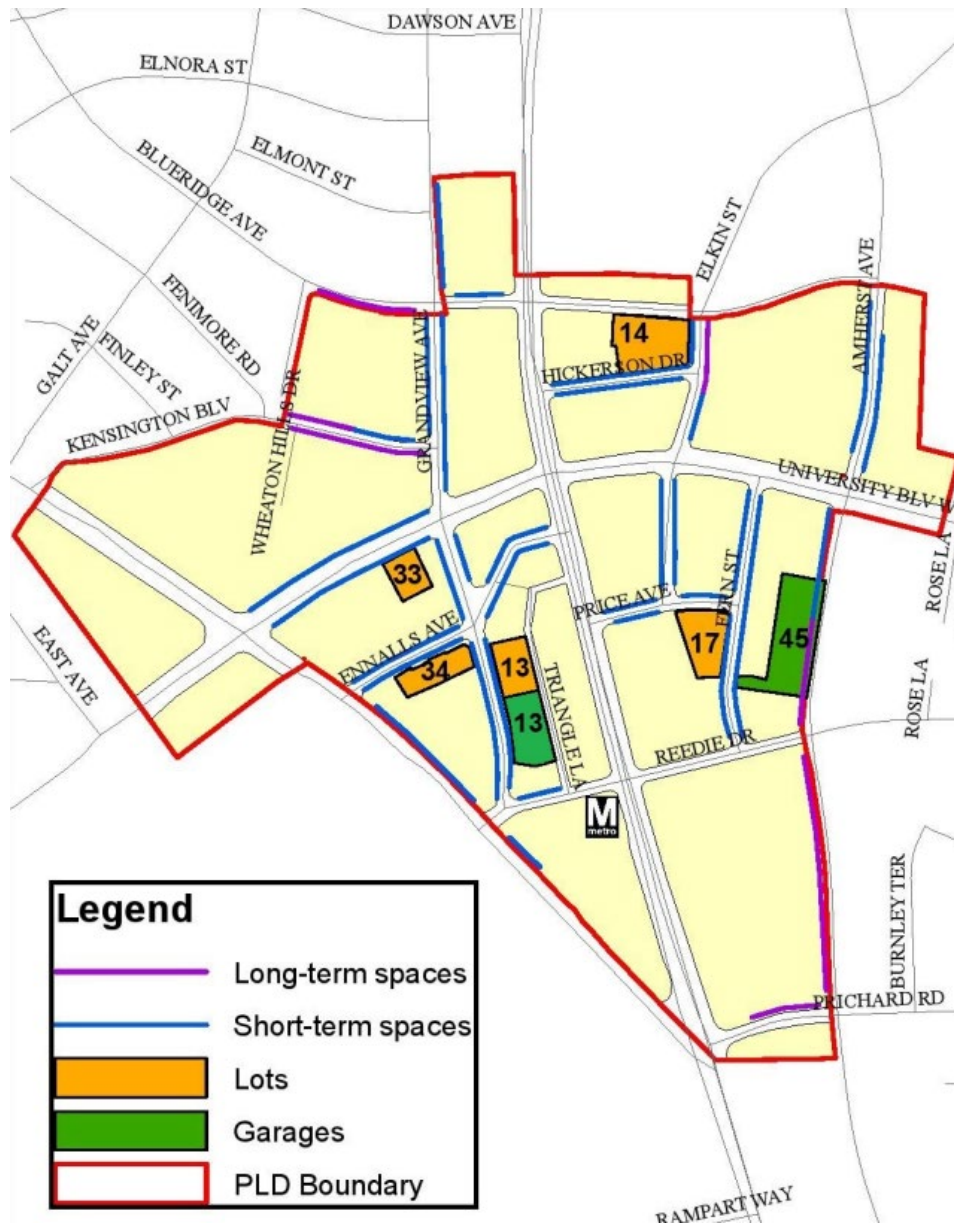 DAWSON AVE
ELNORA ST
ELMONT ST
BLUERIDGE AVE
ELKIN ST
AMHERST AVE
FENIMORE RD
GALT AVE
FINLEY ST
GRANDVIEW AVE
14
HICKERSON DR
KENSINGTON BLV
WHEATON HILLS DR
UNIVERSITY BLV W
ROSE LA
33
FERN ST
PRICE AVE
EAST AVE
ENNALLS AVE
17
45
34
13
TRIANGLE LA
13
ROSE LA
REEDIE DR
M
metro
BURNLEY TER
PRICHARD RD
Legend
Long-term spaces
Short-term spaces
Lots
Garages
PLD Boundary
RAMPART WAY